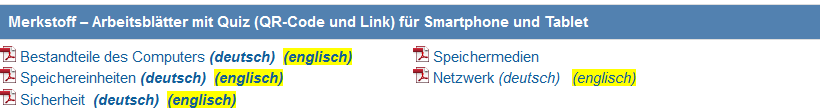 Merkstoff – Arbeitsblätter mit Quiz (QR-Code und Link) für Smartphone und Tablet
Bestandteile des Computers (deutsch) (englisch)
Speichereinheiten (deutsch) (englisch)
Sicherheit (deutsch) (englisch)
Speichermedien
Netzwerk (deutsch) (englisch)